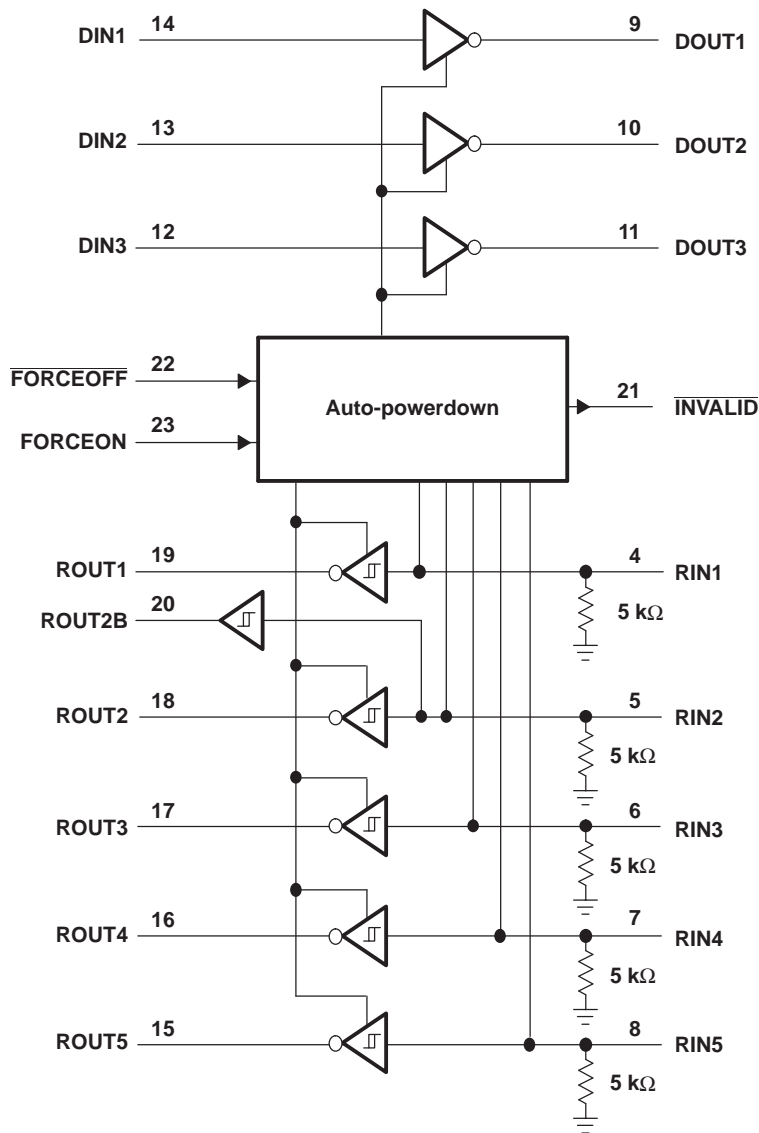 DIN1 14 9 DOUT1
DIN2 13 10 DOUT2
DIN3 12 11 DOUT3
FORCEOFF 22
Auto-powerdown
21 INVALID
FORCEON 23
ROUT1 19 4 RIN1
5 kΩ
ROUT2B 20
ROUT2 18 5 RIN2
5 kΩ
ROUT3 17 6 RIN3
5 kΩ
ROUT4 16 7 RIN4
5 kΩ
ROUT5 15 8 RIN5
5 kΩ